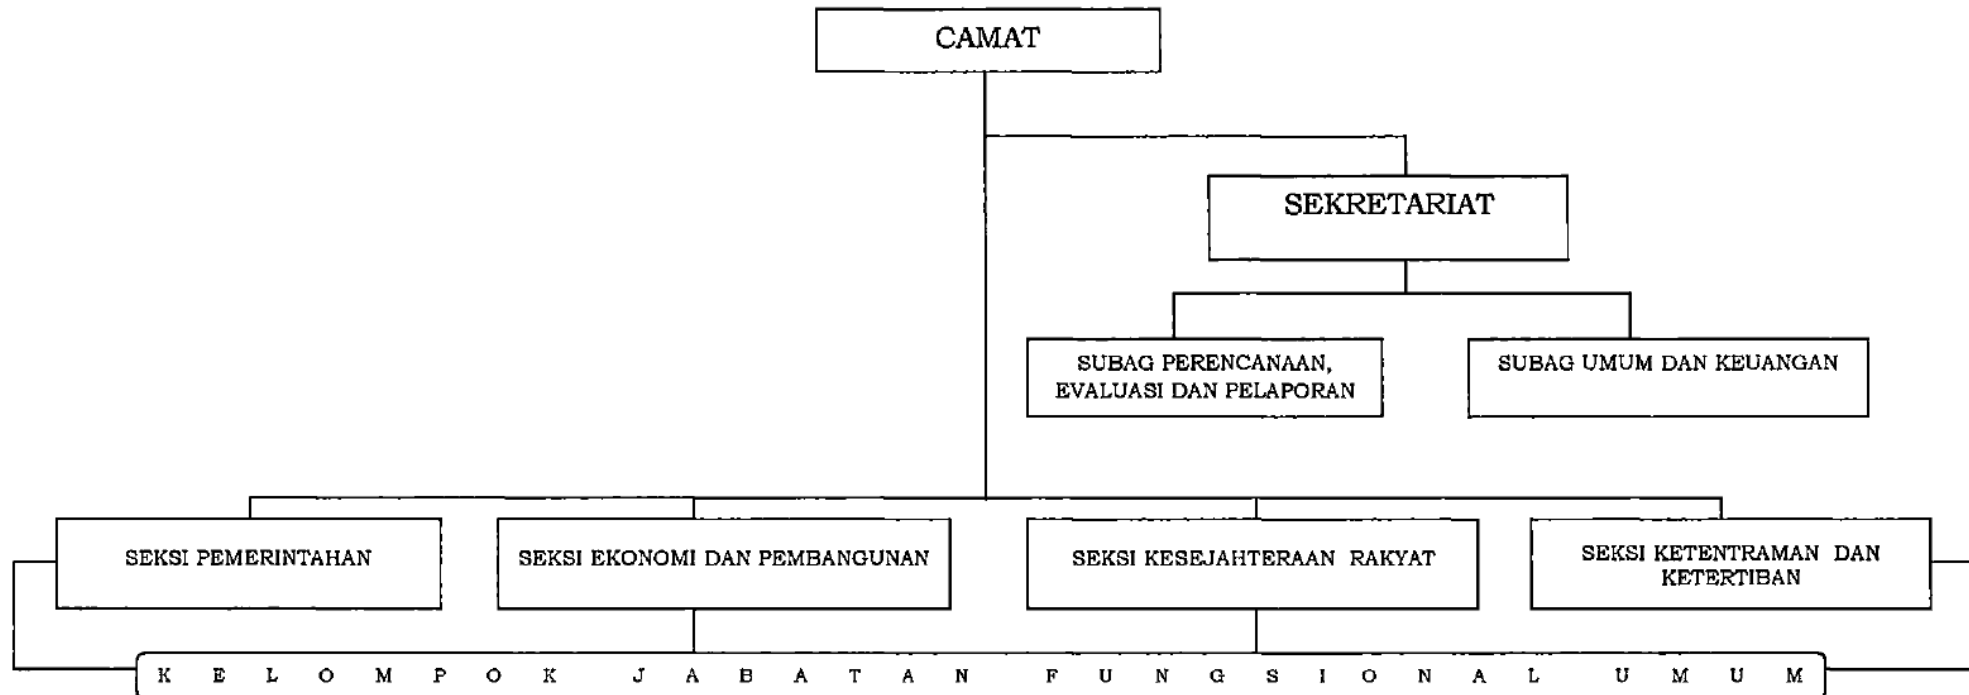 CAMAT
SEKRETARIAT
SUBAG PERENCANAAN,
EVALUASI DAN PELAPORAN
SUBAG UMUM DAN KEUANGAN
SEKSI PEMERINTAHAN
SEKSI EKONOMI DAN PEMBANGUNAN
SEKSI KESEJAHTERAAN RAKYAT
SEKSI KETENTRAMAN DAN
KETERTIBAN
K E L O M P O K J A B A T A N F U N G S I O N A L U M U M